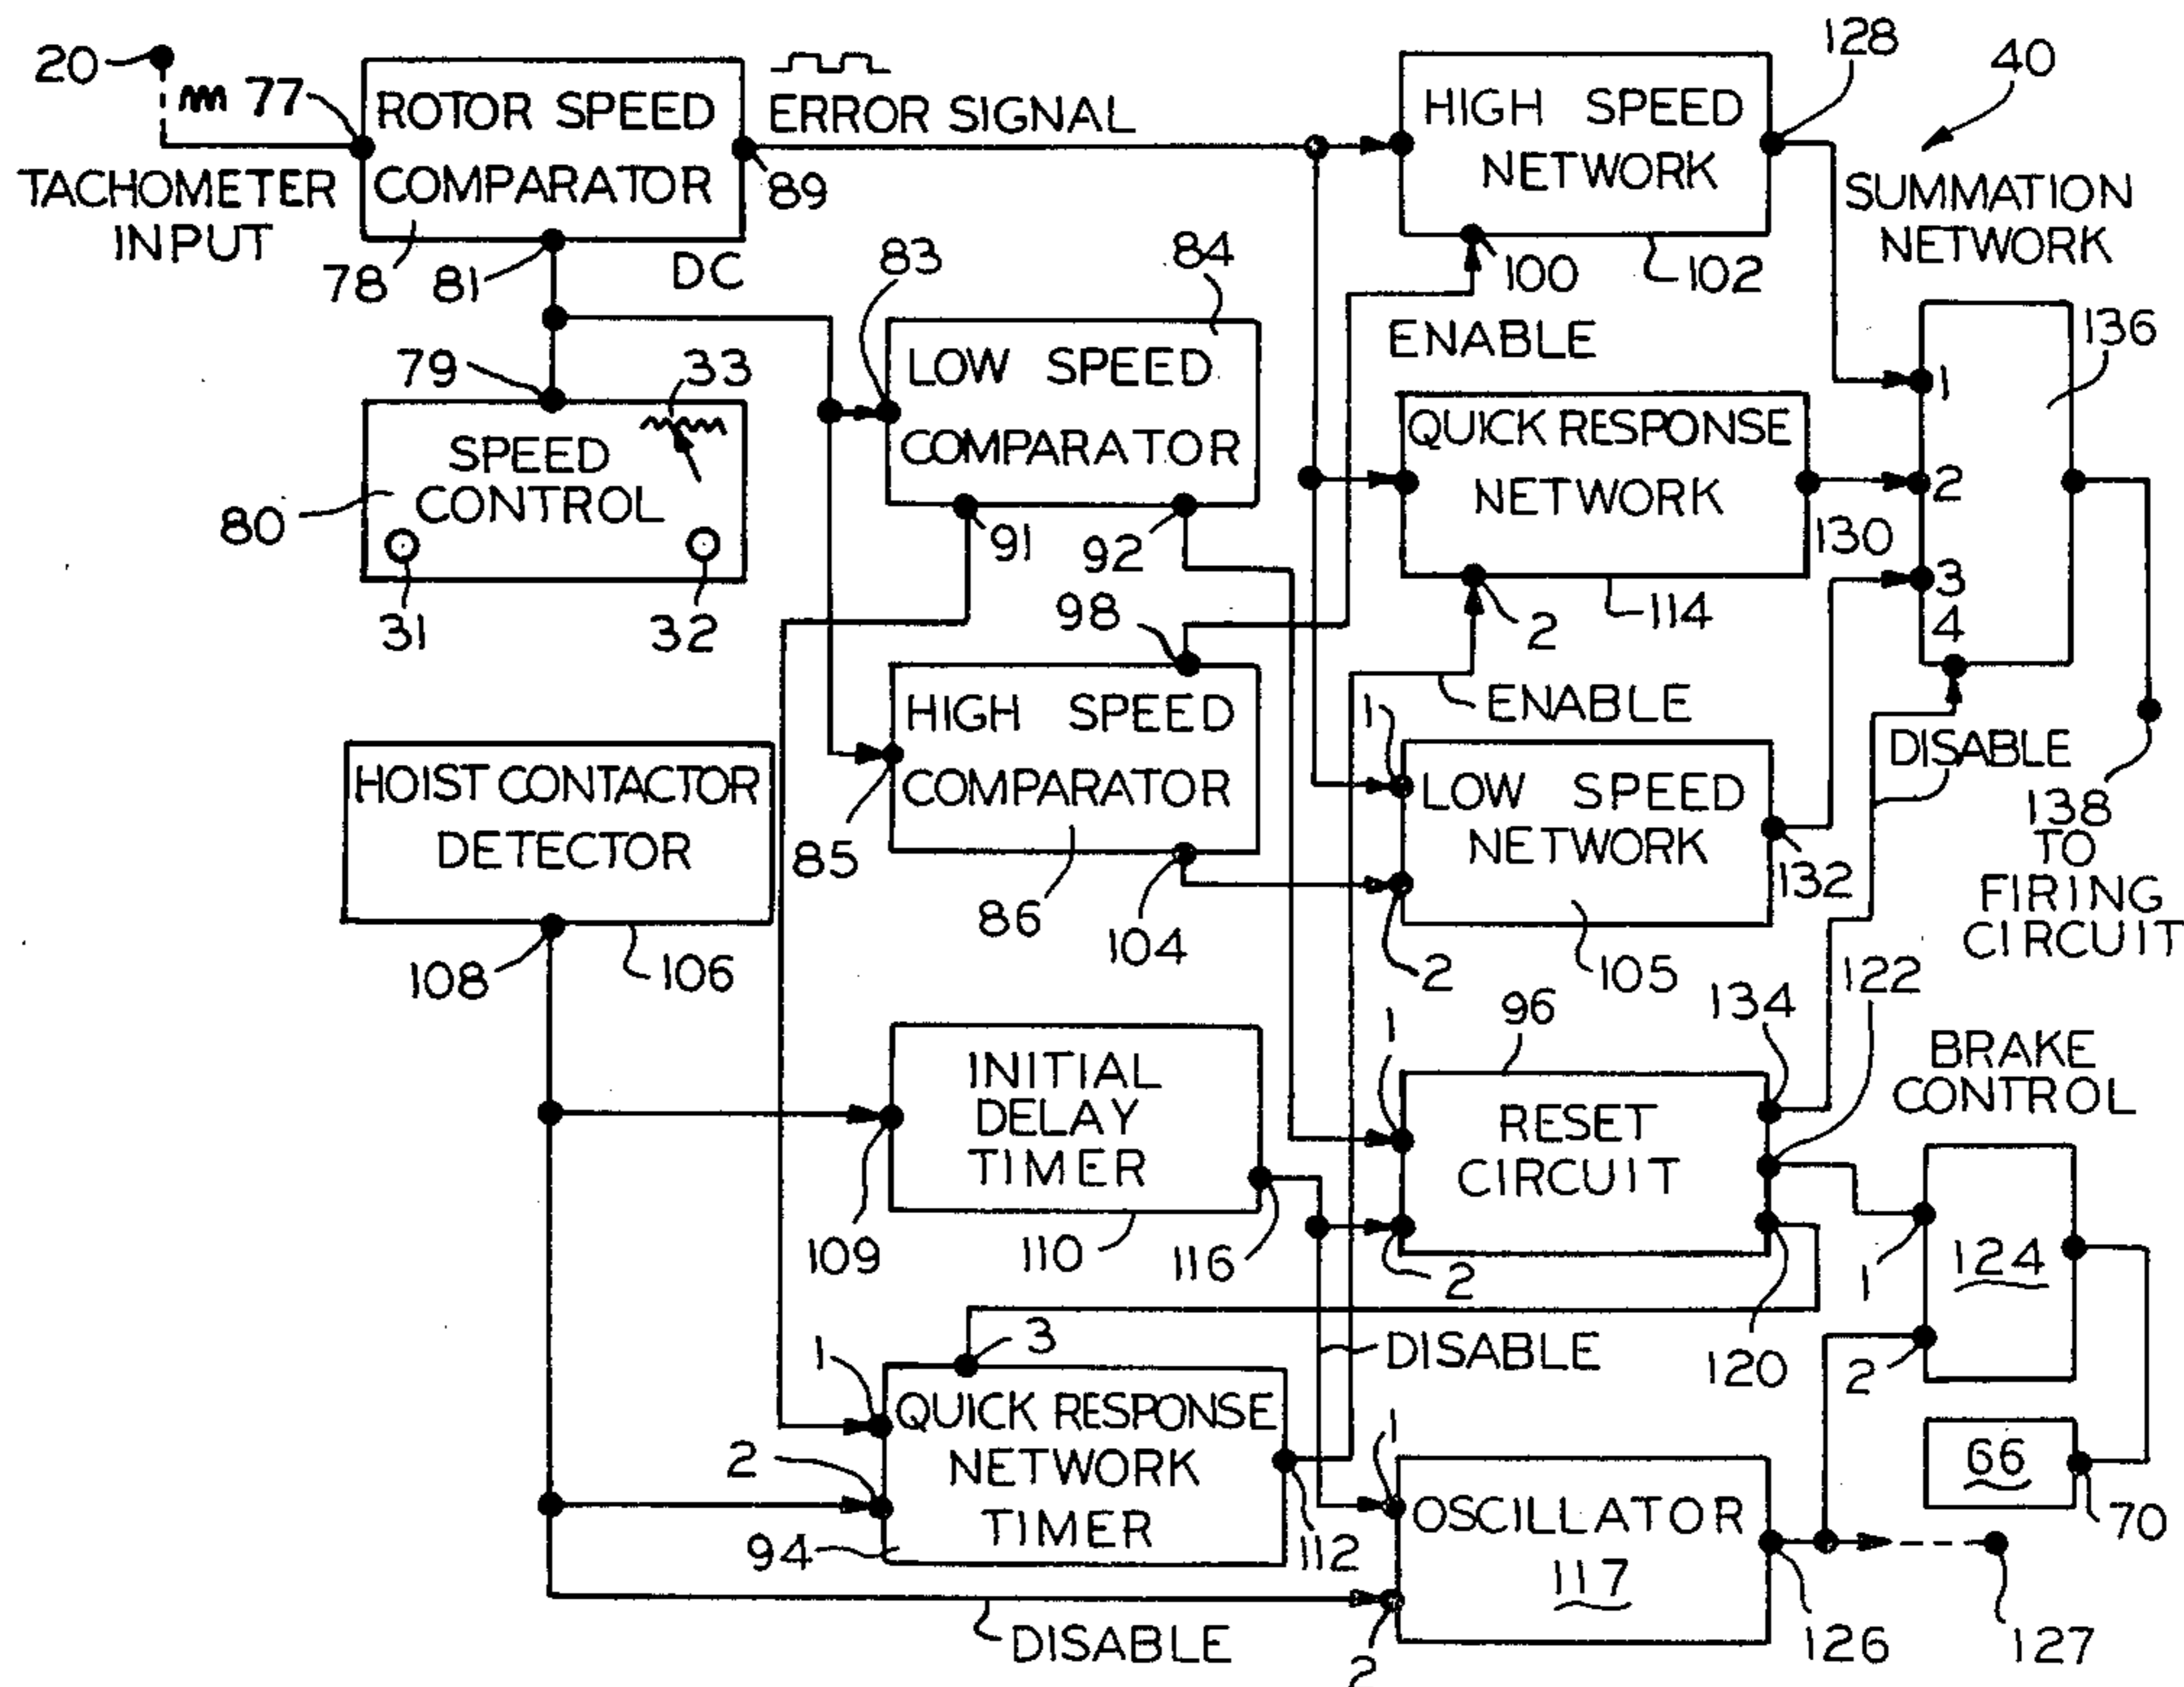 20
77
TACHOMETER
INPUT
ROTOR SPEED
COMPARATOR
78
81
89
ERROR SIGNAL
DC
HIGH SPEED
NETWORK
128
40
100
102
ENABLE
SUMMATION
NETWORK
136
1
2
3
4
79
33
SPEED
CONTROL
80
31
32
83
84
LOW SPEED
COMPARATOR
91
92
QUICK RESPONSE
NETWORK
130
2
114
ENABLE
98
HIGH SPEED
COMPARATOR
85
86
104
1
LOW SPEED
NETWORK
132
2
105
DISABLE
138
TO
FIRING
CIRCUIT
HOIST CONTACTOR
DETECTOR
108
106
INITIAL
DELAY
TIMER
109
110
116
96
134
122
1
RESET
CIRCUIT
2
120
BRAKE
CONTROL
1
124
2
66
70
DISABLE
1
3
QUICK RESPONSE
NETWORK
TIMER
2
94
112
1
OSCILLATOR
117
2
126
127
DISABLE